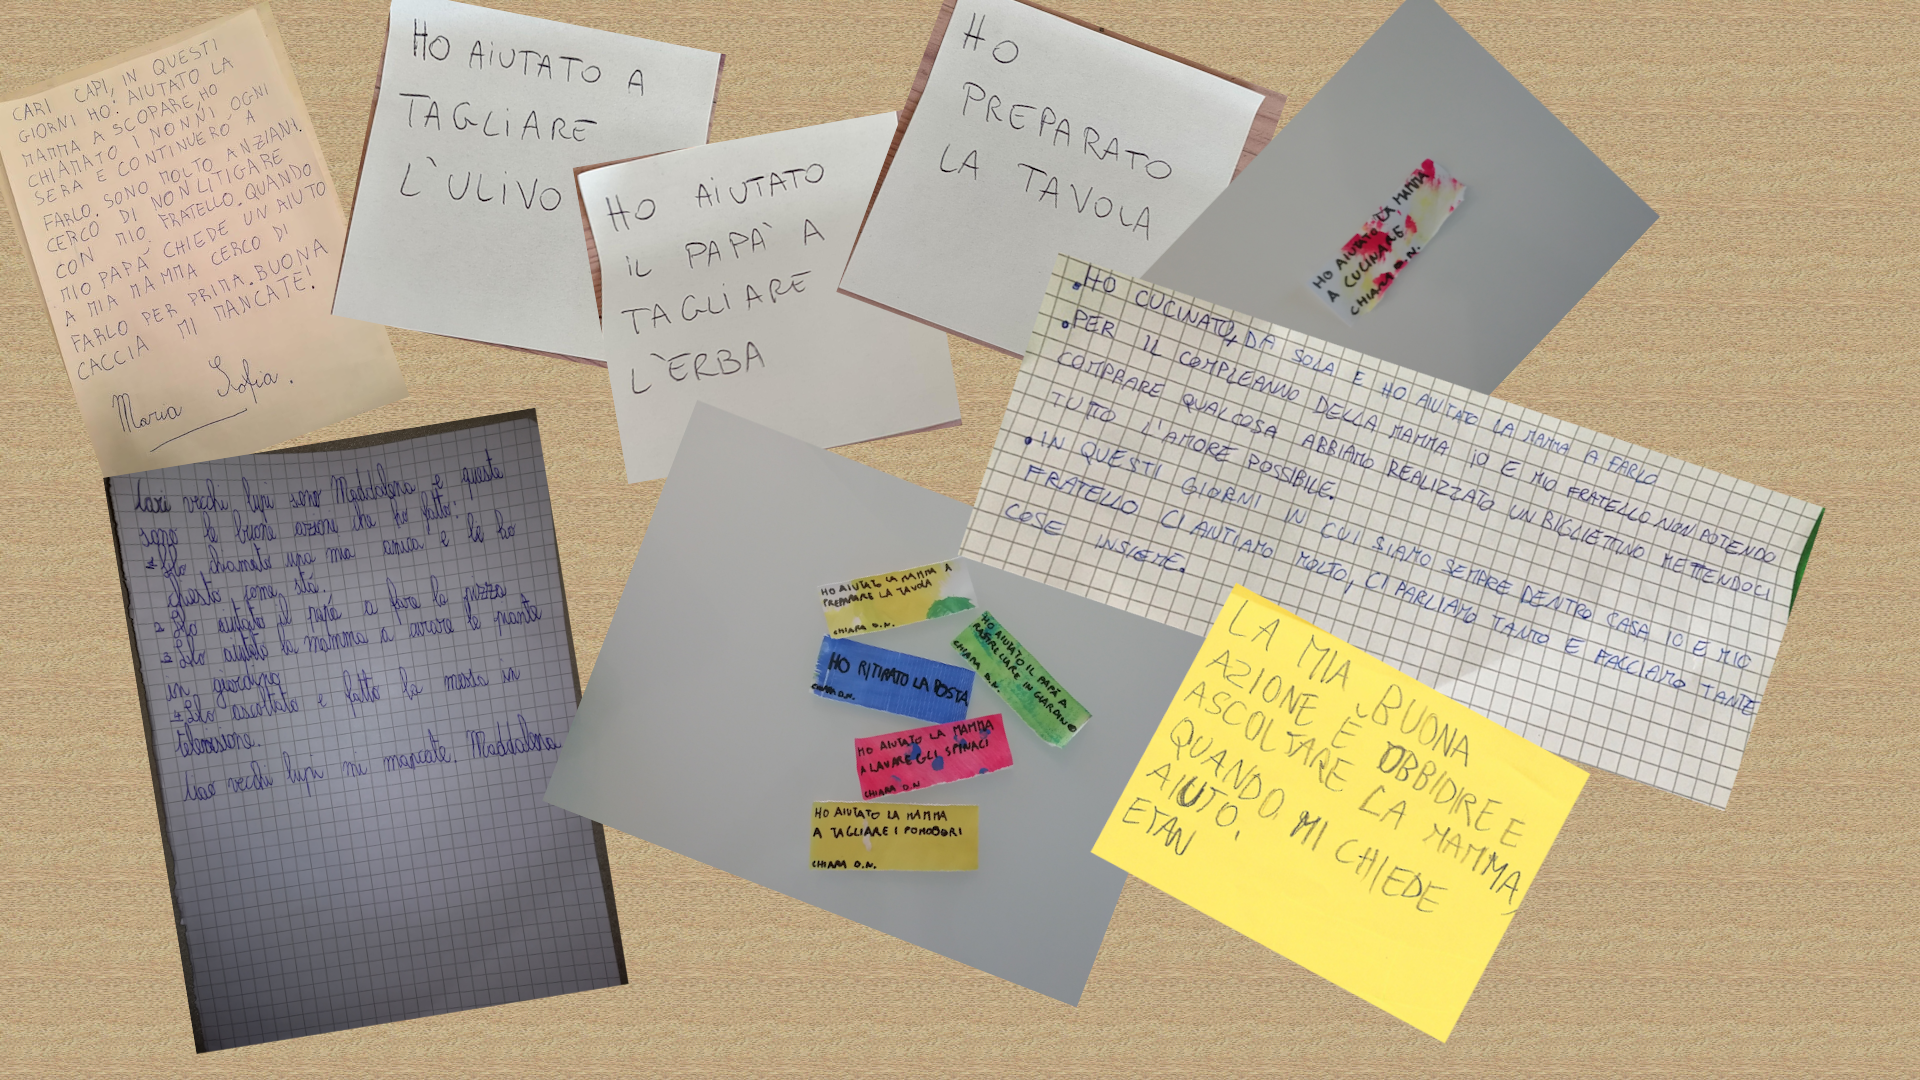 CARI CAPI, IN QUESTI
GIORNI HO: AIUTATO LA
MAMMA A SCOPARE, HO
CHIAMATO I NONNI OGNI
SERA E CONTINUERÒ A
FARLO. SONO MOLTO ANZIANI.
CERCO DI NON LITIGARE
CON MIO FRATELLO. QUANDO
MIO PAPÀ CHIEDE UN AIUTO
A MIA MAMMA CERCO DI
FARLO PER PRIMA. BUONA
CACCIA MI MANCATE!
Maria Sofia.
HO AIUTATO A
TAGLIARE
L'ULIVO
HO AIUTATO
IL PAPA' A
TAGLIARE
L'ERBA
HO
PREPARATO
LA TAVOLA
HO AIUTATO LA MAMMA
A CUCINARE
CHIARA D.N.
•HO CUCINATO, DA SOLA E HO AIUTATO LA MAMMA A FARLO
•PER IL COMPLEANNO DELLA MAMMA IO E MIO FRATELLO NON POTENDO
COMPRARE QUALCOSA ABBIAMO REALIZZATO UN BIGLIETTINO METTENDOCI
TUTTO L'AMORE POSSIBILE.
•IN QUESTI GIORNI IN CUI SIAMO SEMPRE DENTRO CASA IO E MIO
FRATELLO CI AIUTIAMO MOLTO, CI PARLIAMO TANTO E FACCIAMO TANTE
COSE INSIEME.
Cari vecchi lupi sono Maddalena e queste
sono le buone azioni che ho fatto:
1 Ho chiamato una mia amica e le ho
chiesto come sta.
2 Ho aiutato il papà a fare la pizza
3 Ho aiutato la mamma a curare le piante
in giardino
4 Ho ascoltato e fatto la messa in
televisione.
Ciao vecchi lupi mi mancate. Maddalena
HO AIUTATO LA MAMMA A
PREPARARE LA TAVOLA
CHIARA D.N.
HO AIUTATO IL PAPÀ A
RASTRELLARE IN GIARDINO
CHIARA D.N.
HO RITIRATO LA POSTA
CHIARA D.N.
HO AIUTATO LA MAMMA
A LAVARE GLI SPINACI
CHIARA D.N
HO AIUTATO LA MAMMA
A TAGLIARE I POMODORI
CHIARA D.N.
LA MIA BUONA
AZIONE È OBBIDIRE E
ASCOLTARE LA MAMMA,
QUANDO MI CHIEDE
AIUTO.
ETAN